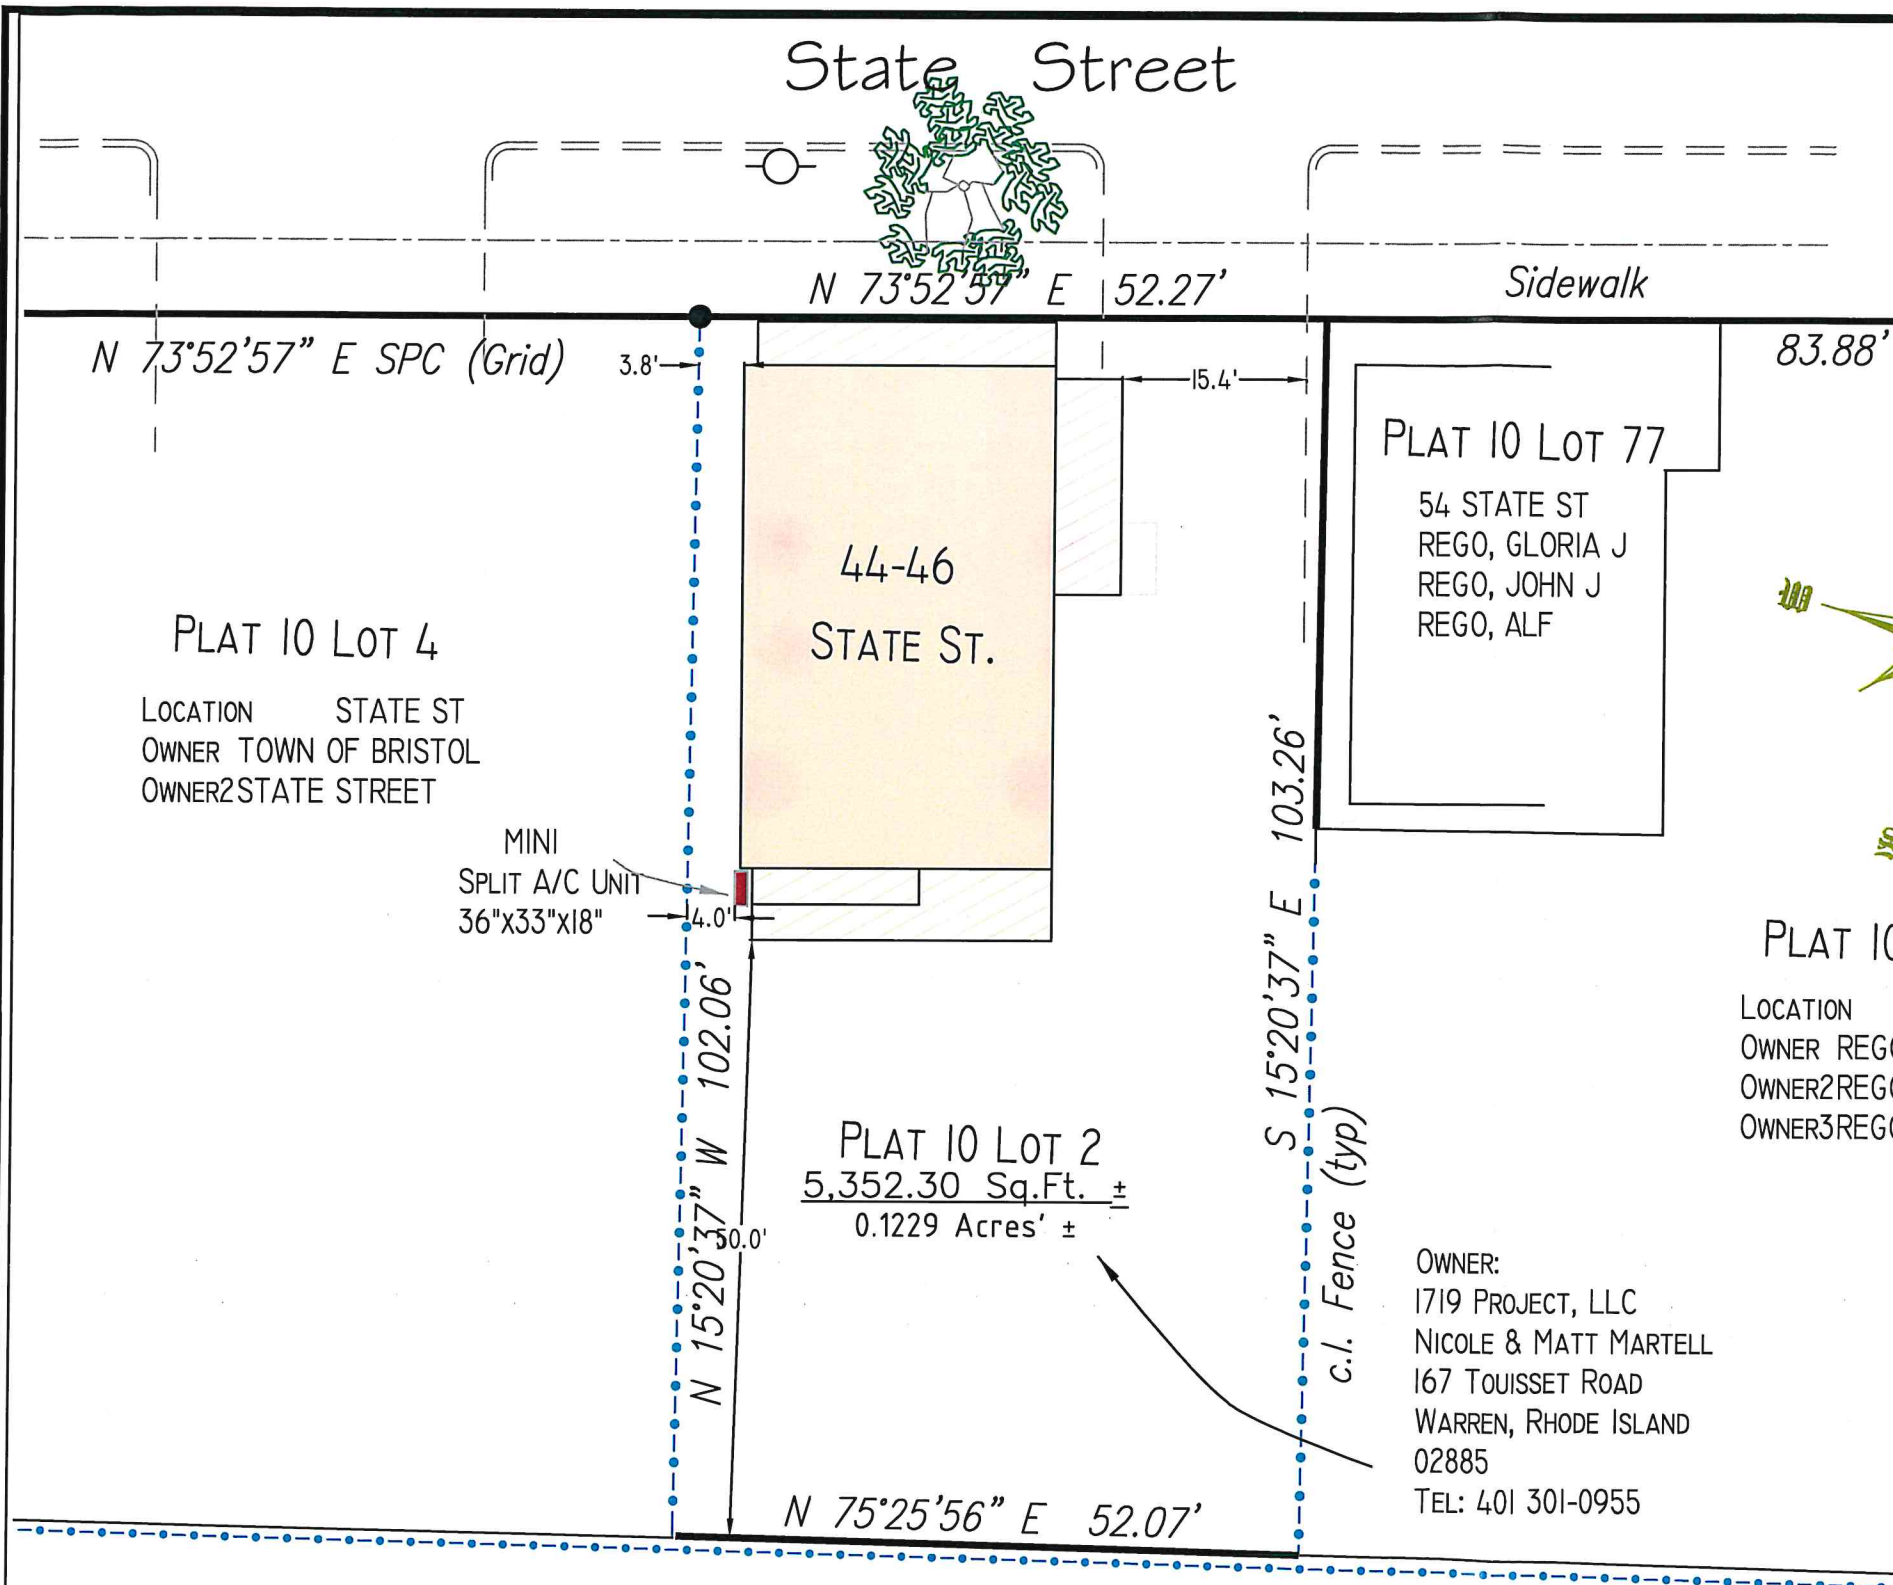 State Street
N 73°52'57" E 52.27'
Sidewalk
N 73°52'57" E SPC (Grid)
3.8'
15.4'
83.88'
PLAT 10 LOT 77
54 STATE ST
REGO, GLORIA J
REGO, JOHN J
REGO, ALF
44-46
STATE ST.
PLAT 10 LOT 4
LOCATION STATE ST
OWNER TOWN OF BRISTOL
OWNER2STATE STREET
MINI
SPLIT A/C UNIT
36"X33"X18"
4.0'
W
S
S 15°20'37" E 103.26'
N 15°20'37" W 102.06'
50.0'
PLAT 10
LOCATION
OWNER REGO
OWNER2REGO
OWNER3REGO
PLAT 10 LOT 2
5,352.30 Sq.Ft. ±
0.1229 Acres' ±
c.l. Fence (typ)
OWNER:
1719 PROJECT, LLC
NICOLE & MATT MARTELL
167 TOUISSET ROAD
WARREN, RHODE ISLAND
02885
TEL: 401 301-0955
N 75°25'56" E 52.07'